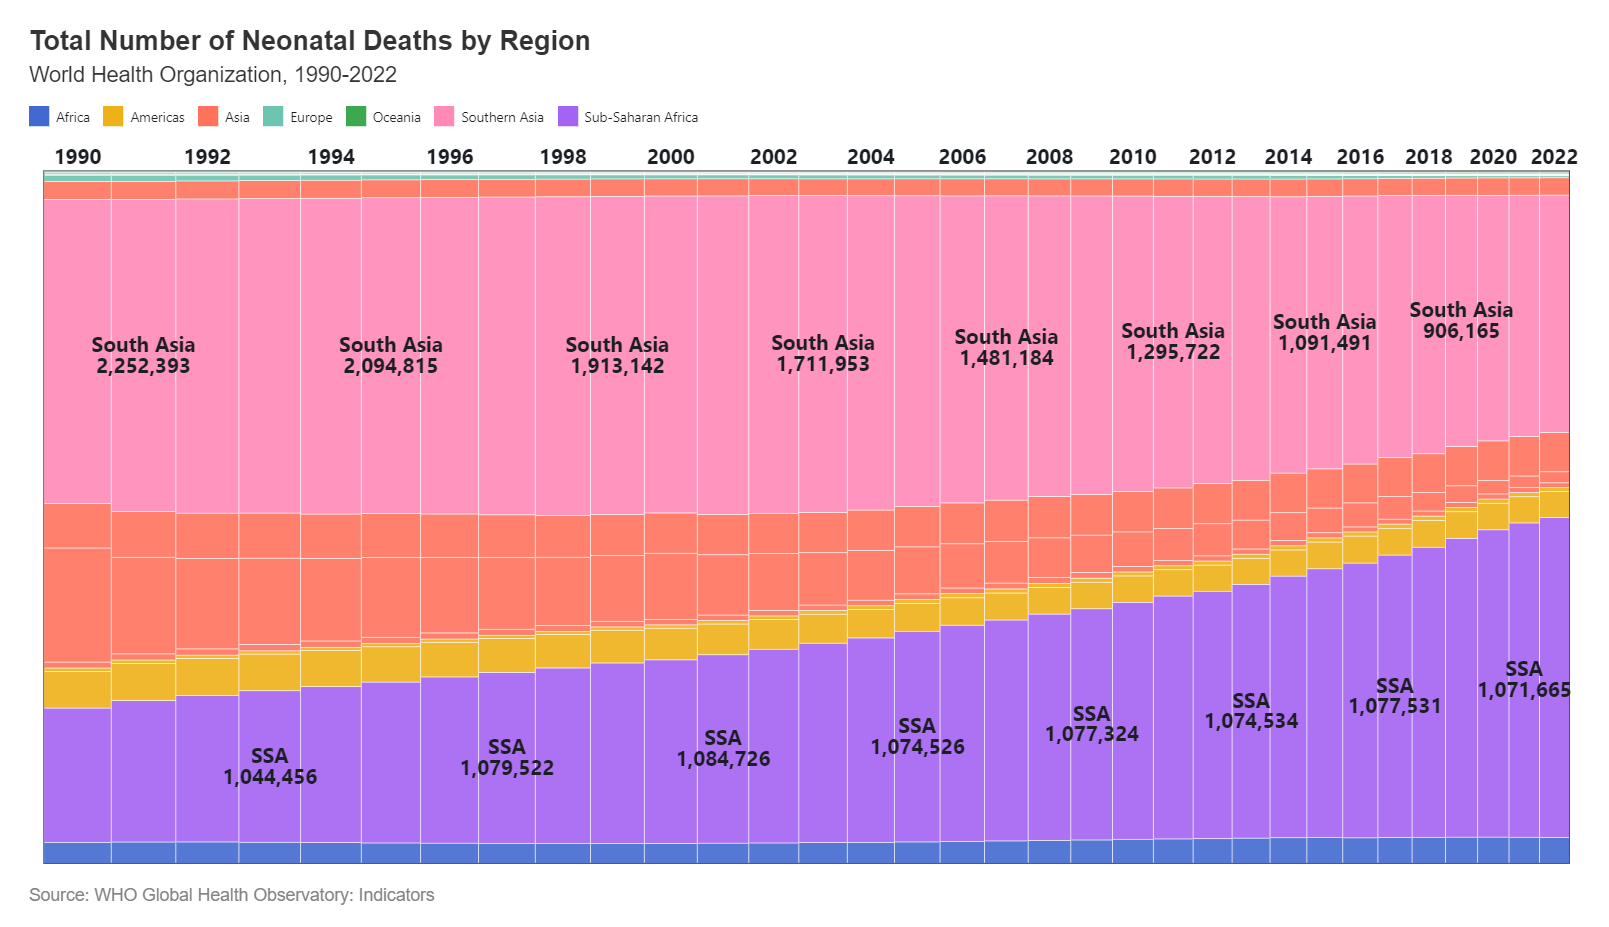 Total Number of Neonatal Deaths by Region
World Health Organization, 1990-2022
Africa Americas Asia Europe Oceania Southern Asia Sub-Saharan Africa
1990 1992 1994 1996 1998 2000 2002 2004 2006 2008 2010 2012 2014 2016 2018 2020 2022
South Asia
2,252,393
South Asia
2,094,815
South Asia
1,913,142
South Asia
1,711,953
South Asia
1,481,184
South Asia
1,295,722
South Asia
1,091,491
South Asia
906,165
SSA
1,044,456
SSA
1,079,522
SSA
1,084,726
SSA
1,074,526
SSA
1,077,324
SSA
1,074,534
SSA
1,077,531
SSA
1,071,665
Source: WHO Global Health Observatory: Indicators